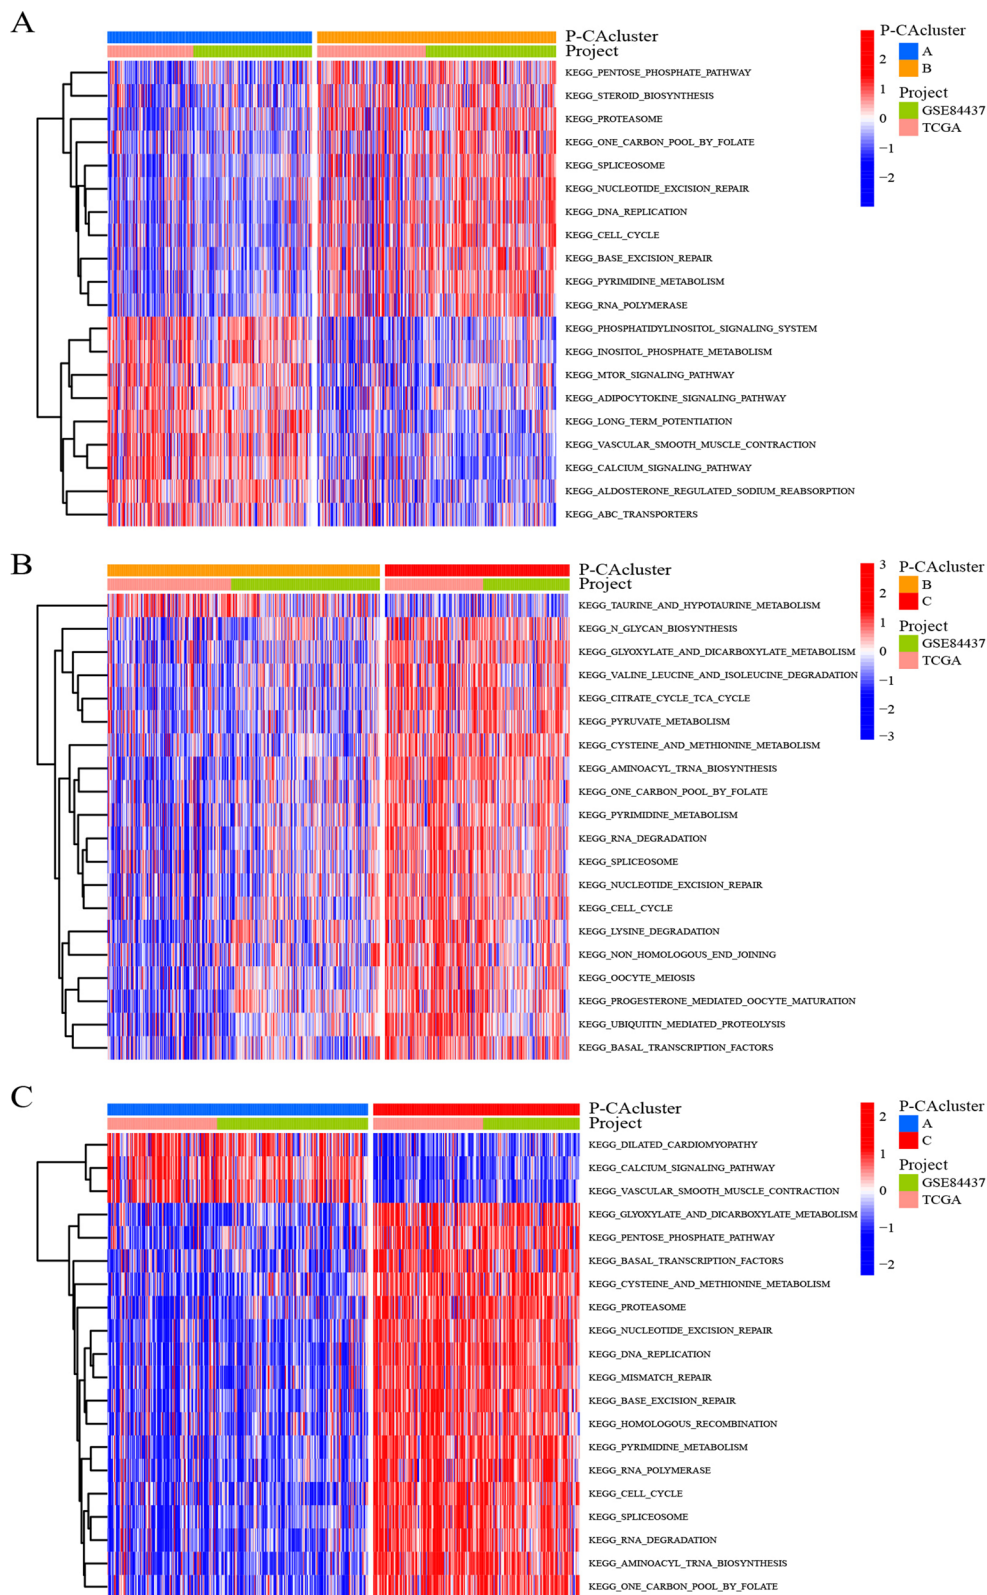 A
P-CAcluster
Project
KEGG_PENTOSE_PHOSPHATE_PATHWAY
KEGG_STEROID_BIOSYNTHESIS
KEGG_PROTEASOME
KEGG_ONE_CARBON_POOL_BY_FOLATE
KEGG_SPLICEOSOME
KEGG_NUCLEOTIDE_EXCISION_REPAIR
KEGG_DNA_REPLICATION
KEGG_CELL_CYCLE
KEGG_BASE_EXCISION_REPAIR
KEGG_PYRIMIDINE_METABOLISM
KEGG_RNA_POLYMERASE
KEGG_PHOSPHATIDYLINOSITOL_SIGNALING_SYSTEM
KEGG_INOSITOL_PHOSPHATE_METABOLISM
KEGG_MTOR_SIGNALING_PATHWAY
KEGG_ADIPOCYTOKINE_SIGNALING_PATHWAY
KEGG_LONG_TERM_POTENTIATION
KEGG_VASCULAR_SMOOTH_MUSCLE_CONTRACTION
KEGG_CALCIUM_SIGNALING_PATHWAY
KEGG_ALDOSTERONE_REGULATED_SODIUM_REABSORPTION
KEGG_ABC_TRANSPORTERS
2
1
0
−1
−2
P-CAcluster
A
B
Project
GSE84437
TCGA
B
P-CAcluster
Project
KEGG_TAURINE_AND_HYPOTAURINE_METABOLISM
KEGG_N_GLYCAN_BIOSYNTHESIS
KEGG_GLYOXYLATE_AND_DICARBOXYLATE_METABOLISM
KEGG_VALINE_LEUCINE_AND_ISOLEUCINE_DEGRADATION
KEGG_CITRATE_CYCLE_TCA_CYCLE
KEGG_PYRUVATE_METABOLISM
KEGG_CYSTEINE_AND_METHIONINE_METABOLISM
KEGG_AMINOACYL_TRNA_BIOSYNTHESIS
KEGG_ONE_CARBON_POOL_BY_FOLATE
KEGG_PYRIMIDINE_METABOLISM
KEGG_RNA_DEGRADATION
KEGG_SPLICEOSOME
KEGG_NUCLEOTIDE_EXCISION_REPAIR
KEGG_CELL_CYCLE
KEGG_LYSINE_DEGRADATION
KEGG_NON_HOMOLOGOUS_END_JOINING
KEGG_OOCYTE_MEIOSIS
KEGG_PROGESTERONE_MEDIATED_OOCYTE_MATURATION
KEGG_UBIQUITIN_MEDIATED_PROTEOLYSIS
KEGG_BASAL_TRANSCRIPTION_FACTORS
3
2
1
0
−1
−2
−3
P-CAcluster
B
C
Project
GSE84437
TCGA
C
P-CAcluster
Project
KEGG_DILATED_CARDIOMYOPATHY
KEGG_CALCIUM_SIGNALING_PATHWAY
KEGG_VASCULAR_SMOOTH_MUSCLE_CONTRACTION
KEGG_GLYOXYLATE_AND_DICARBOXYLATE_METABOLISM
KEGG_PENTOSE_PHOSPHATE_PATHWAY
KEGG_BASAL_TRANSCRIPTION_FACTORS
KEGG_CYSTEINE_AND_METHIONINE_METABOLISM
KEGG_PROTEASOME
KEGG_NUCLEOTIDE_EXCISION_REPAIR
KEGG_DNA_REPLICATION
KEGG_MISMATCH_REPAIR
KEGG_BASE_EXCISION_REPAIR
KEGG_HOMOLOGOUS_RECOMBINATION
KEGG_PYRIMIDINE_METABOLISM
KEGG_RNA_POLYMERASE
KEGG_CELL_CYCLE
KEGG_SPLICEOSOME
KEGG_RNA_DEGRADATION
KEGG_AMINOACYL_TRNA_BIOSYNTHESIS
KEGG_ONE_CARBON_POOL_BY_FOLATE
2
1
0
−1
−2
P-CAcluster
A
C
Project
GSE84437
TCGA